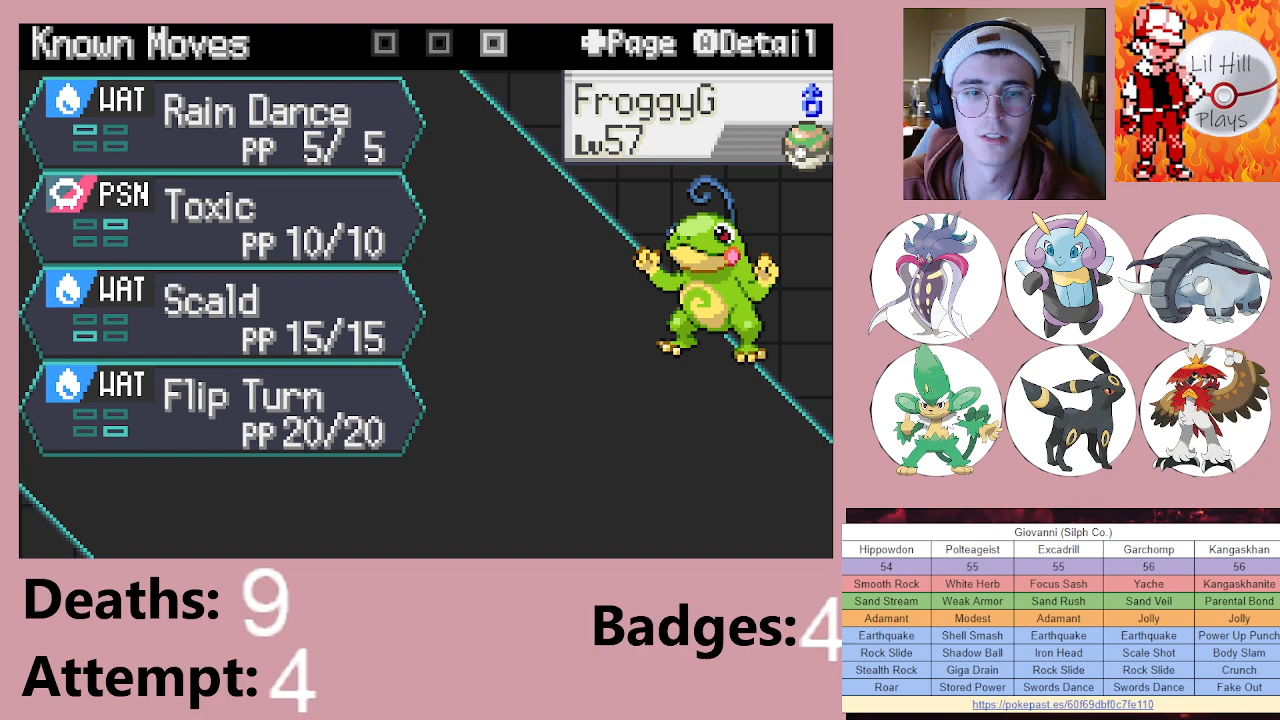 Known Moves
Page A Detail
WAT Rain Dance
PP 5/ 5
PSN Toxic
PP 10/10
WAT Scald
PP 15/15
WAT Flip Turn
PP 20/20
FroggyG
Lv57
Lil Hill
Plays
Deaths: 9
Attempt: 4
Badges: 4
Giovanni (Silph Co.)
Hippowdon Polteageist Excadrill Garchomp Kangaskhan
54 55 55 56 56
Smooth Rock White Herb Focus Sash Yache Kangaskhanite
Sand Stream Weak Armor Sand Rush Sand Veil Parental Bond
Adamant Modest Adamant Jolly Jolly
Earthquake Shell Smash Earthquake Earthquake Power Up Punch
Rock Slide Shadow Ball Iron Head Scale Shot Body Slam
Stealth Rock Giga Drain Rock Slide Rock Slide Crunch
Roar Stored Power Swords Dance Swords Dance Fake Out
https://pokepast.es/60f69dbf0c7fe110